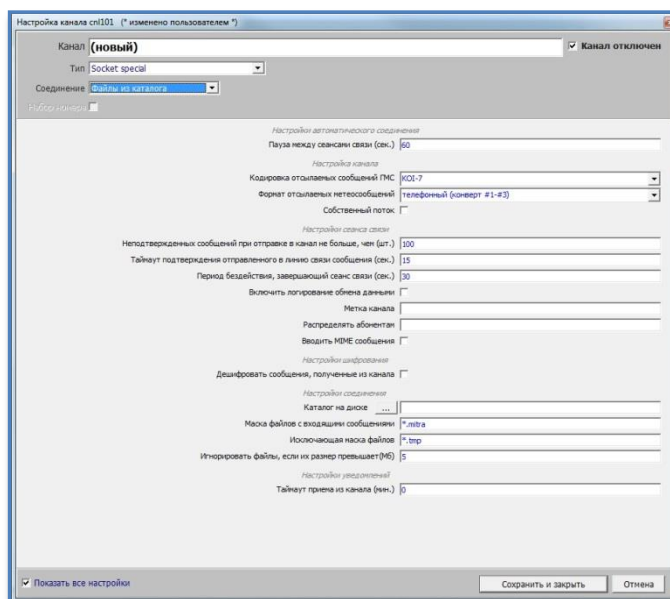 Настройка канала cnl101 (* изменено пользователем *)
Канал (новый) Канал отключен
Тип Socket special
Соединение Файлы из каталога
Набор номера
Настройки автоматического соединения
Пауза между сеансами связи (сек.) 60
Настройка канала
Кодировка отсылаемых сообщений ГМС KOI-7
Формат отсылаемых метеосообщений телефонный (конверт #1-#3)
Собственный поток
Настройки сеанса связи
Неподтвержденных сообщений при отправке в канал не больше, чем (шт.) 100
Таймаут подтверждения отправленного в линию связи сообщения (сек.) 15
Период бездействия, завершающий сеанс связи (сек.) 30
Включить логирование обмена данными
Метка канала
Распределять абонентам
Вводить MIME сообщения
Настройки шифрования
Дешифровать сообщения, полученные из канала
Настройки соединения
Каталог на диске ...
Маска файлов с входящими сообщениями *.mitra
Исключающая маска файлов *.tmp
Игнорировать файлы, если их размер превышает(Мб) 5
Настройки уведомлений
Таймаут приема из канала (мин.) 0
Показать все настройки Сохранить и закрыть Отмена